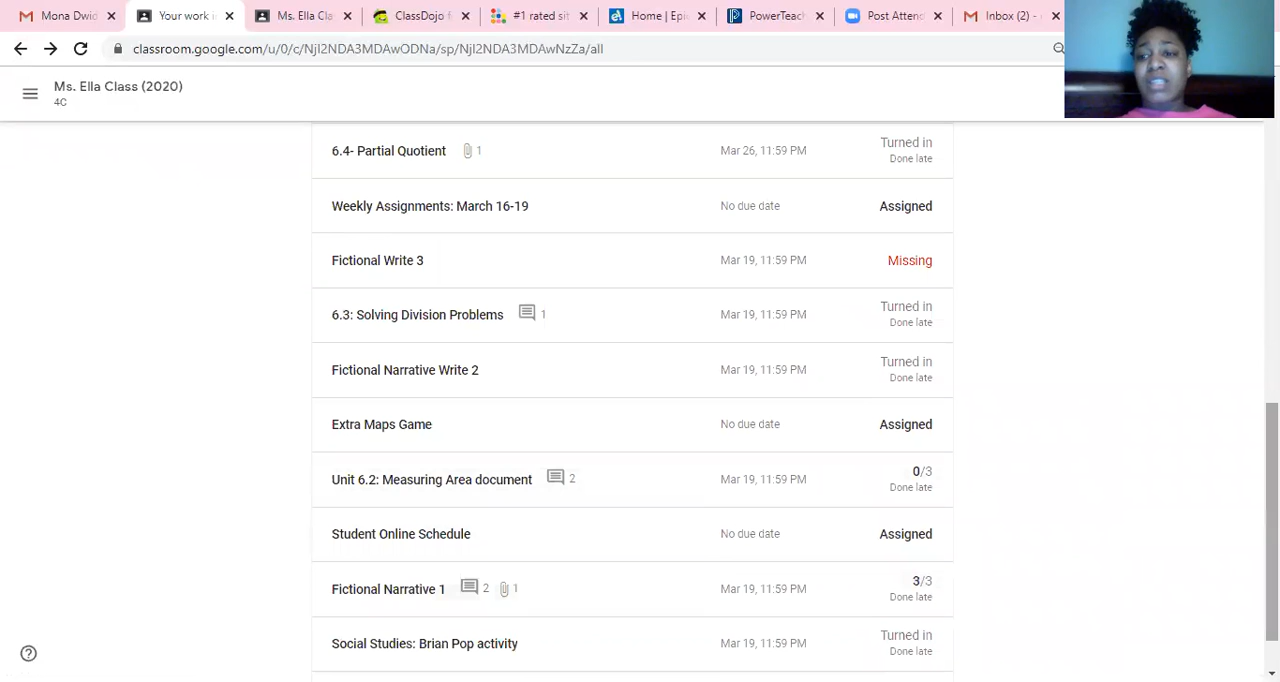 Mona Dwid
Your work i
Ms. Ella Cla
ClassDojo f
#1 rated sit
Home | Epi
PowerTeach
Post Attend
Inbox (2) -
classroom.google.com/u/0/c/NjI2NDA3MDAwODNa/sp/NjI2NDA3MDAwNzZa/all
Ms. Ella Class (2020)
4C
6.4- Partial Quotient 1 Mar 26, 11:59 PM Turned in
Done late
Weekly Assignments: March 16-19 No due date Assigned
Fictional Write 3 Mar 19, 11:59 PM Missing
6.3: Solving Division Problems 1 Mar 19, 11:59 PM Turned in
Done late
Fictional Narrative Write 2 Mar 19, 11:59 PM Turned in
Done late
Extra Maps Game No due date Assigned
Unit 6.2: Measuring Area document 2 Mar 19, 11:59 PM 0/3
Done late
Student Online Schedule No due date Assigned
Fictional Narrative 1 2 1 Mar 19, 11:59 PM 3/3
Done late
Social Studies: Brian Pop activity Mar 19, 11:59 PM Turned in
Done late